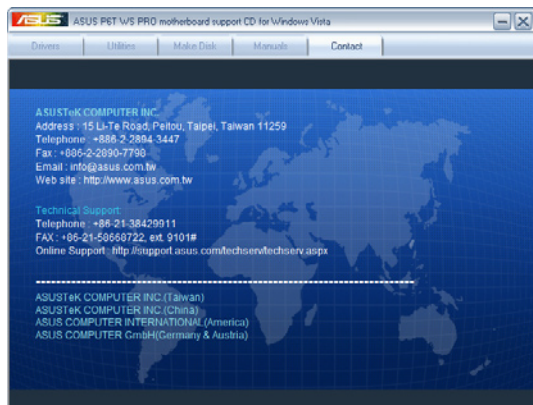 ASUS ASUS P6T WS PRO motherboard support CD for Windows Vista
Drivers Utilities Make Disk Manuals Contact
ASUSTeK COMPUTER INC.
Address : 15 Li-Te Road, Peitou, Taipei, Taiwan 11259
Telephone : +886-2-2894-3447
Fax : +886-2-2890-7798
Email : info@asus.com.tw
Web site : http://www.asus.com.tw
Technical Support:
Telephone : +86-21-38429911
FAX : +86-21-58668722, ext. 9101#
Online Support : http://support.asus.com/techserv/techserv.aspx
ASUSTeK COMPUTER INC.(Taiwan)
ASUSTeK COMPUTER INC.(China)
ASUS COMPUTER INTERNATIONAL(America)
ASUS COMPUTER GmbH(Germany & Austria)